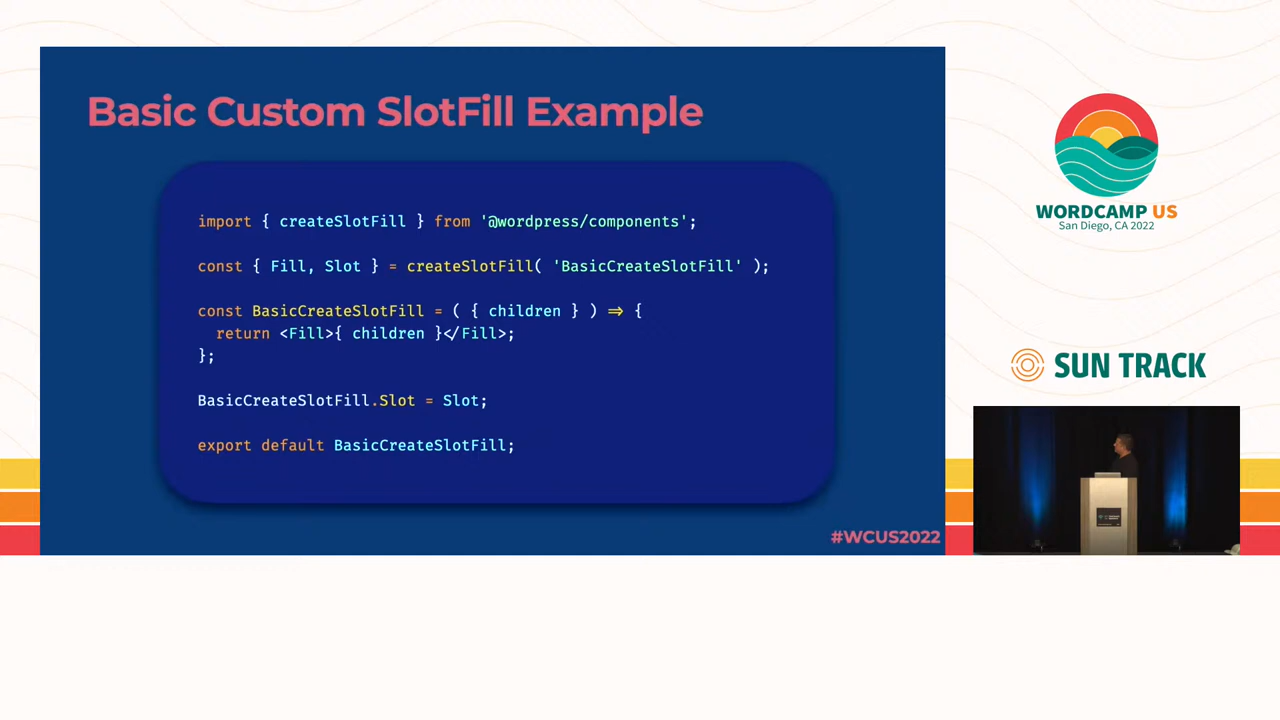 Basic Custom SlotFill Example
import { createSlotFill } from '@wordpress/components';
const { Fill, Slot } = createSlotFill( 'BasicCreateSlotFill' );
const BasicCreateSlotFill = ( { children } ) => {
return <Fill>{ children }</Fill>;
};
BasicCreateSlotFill.Slot = Slot;
export default BasicCreateSlotFill;
#WCUS2022
WORDCAMP US
San Diego, CA 2022
SUN TRACK